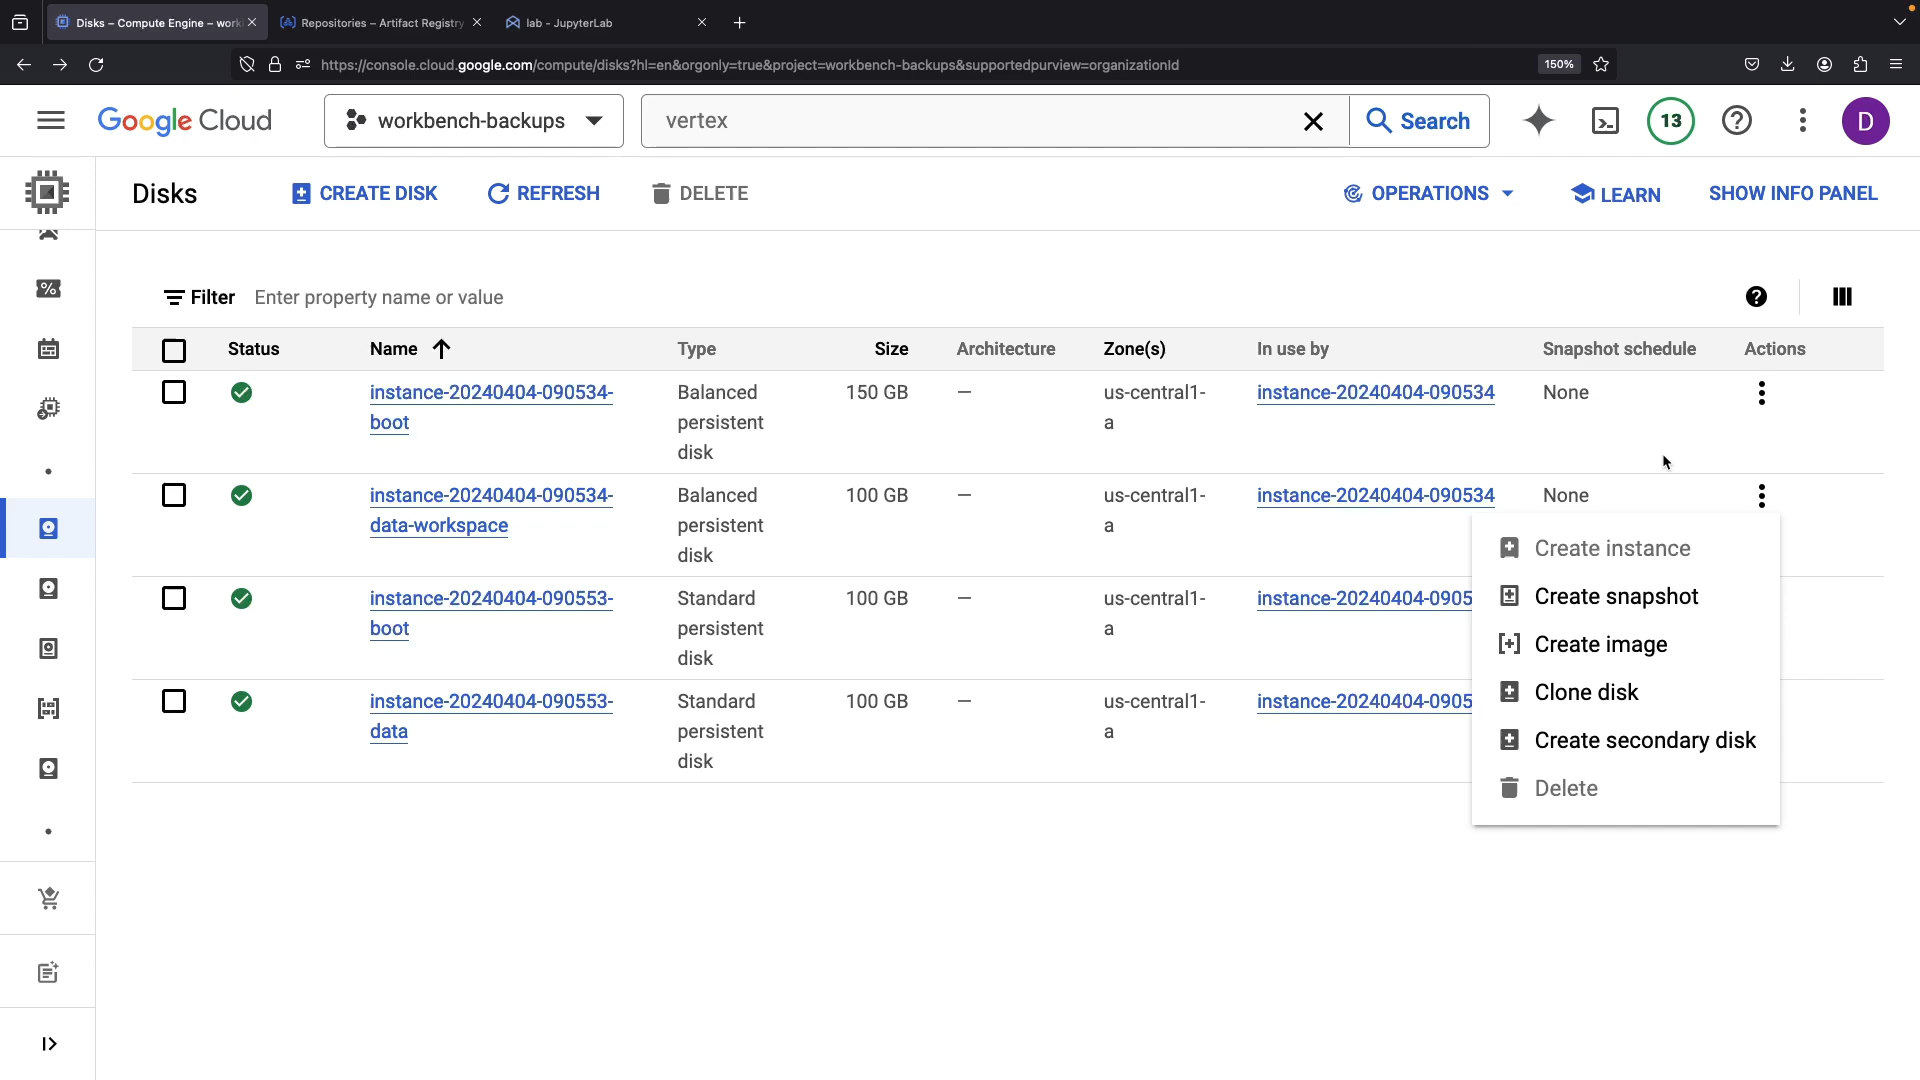 Disks – Compute Engine – work
Repositories – Artifact Registry
lab - JupyterLab
https://console.cloud.google.com/compute/disks?hl=en&orgonly=true&project=workbench-backups&supportedpurview=organizationId
150%
Google Cloud
workbench-backups
vertex
Search
13
D
Disks
CREATE DISK
REFRESH
DELETE
OPERATIONS
LEARN
SHOW INFO PANEL
Filter Enter property name or value
Status Name Type Size Architecture Zone(s) In use by Snapshot schedule Actions
instance-20240404-090534- Balanced 150 GB — us-central1- instance-20240404-090534 None
boot persistent a
disk
instance-20240404-090534- Balanced 100 GB — us-central1- instance-20240404-090534 None
data-workspace persistent a
disk
instance-20240404-090553- Standard 100 GB — us-central1- instance-20240404-0905
boot persistent a
disk
instance-20240404-090553- Standard 100 GB — us-central1- instance-20240404-0905
data persistent a
disk
Create instance
Create snapshot
Create image
Clone disk
Create secondary disk
Delete